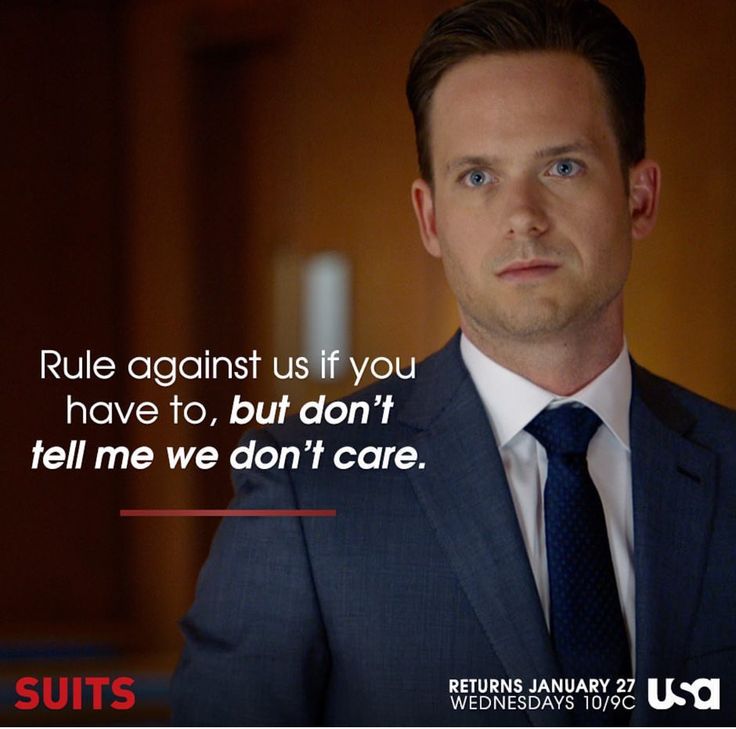 Rule against us if you
have to, but don't
tell me we don't care.
SUITS
RETURNS JANUARY 27
WEDNESDAYS 10/9C
usa